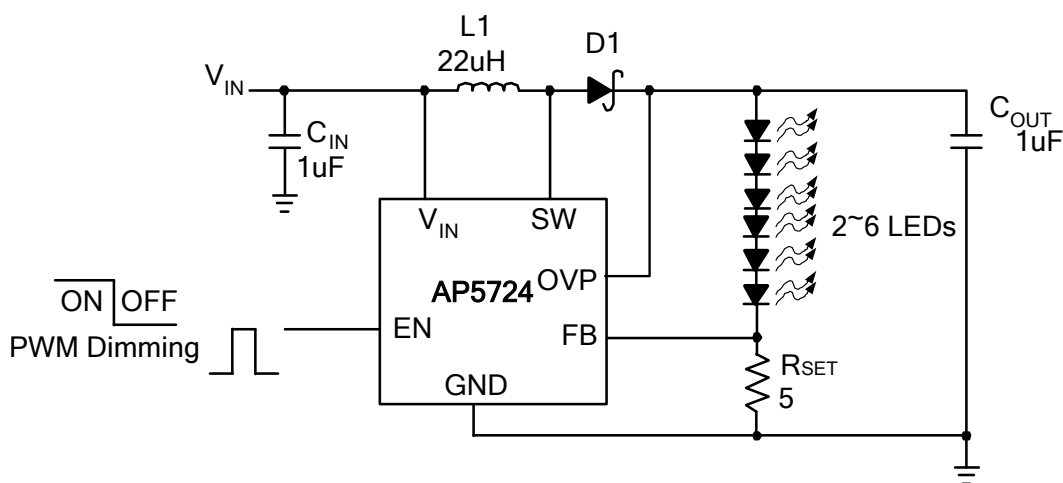 L1
22uH
D1
VIN
CIN
1uF
COUT
1uF
VIN
SW
2~6 LEDs
OVP
AP5724
ON OFF
EN
FB
PWM Dimming
RSET
5
GND